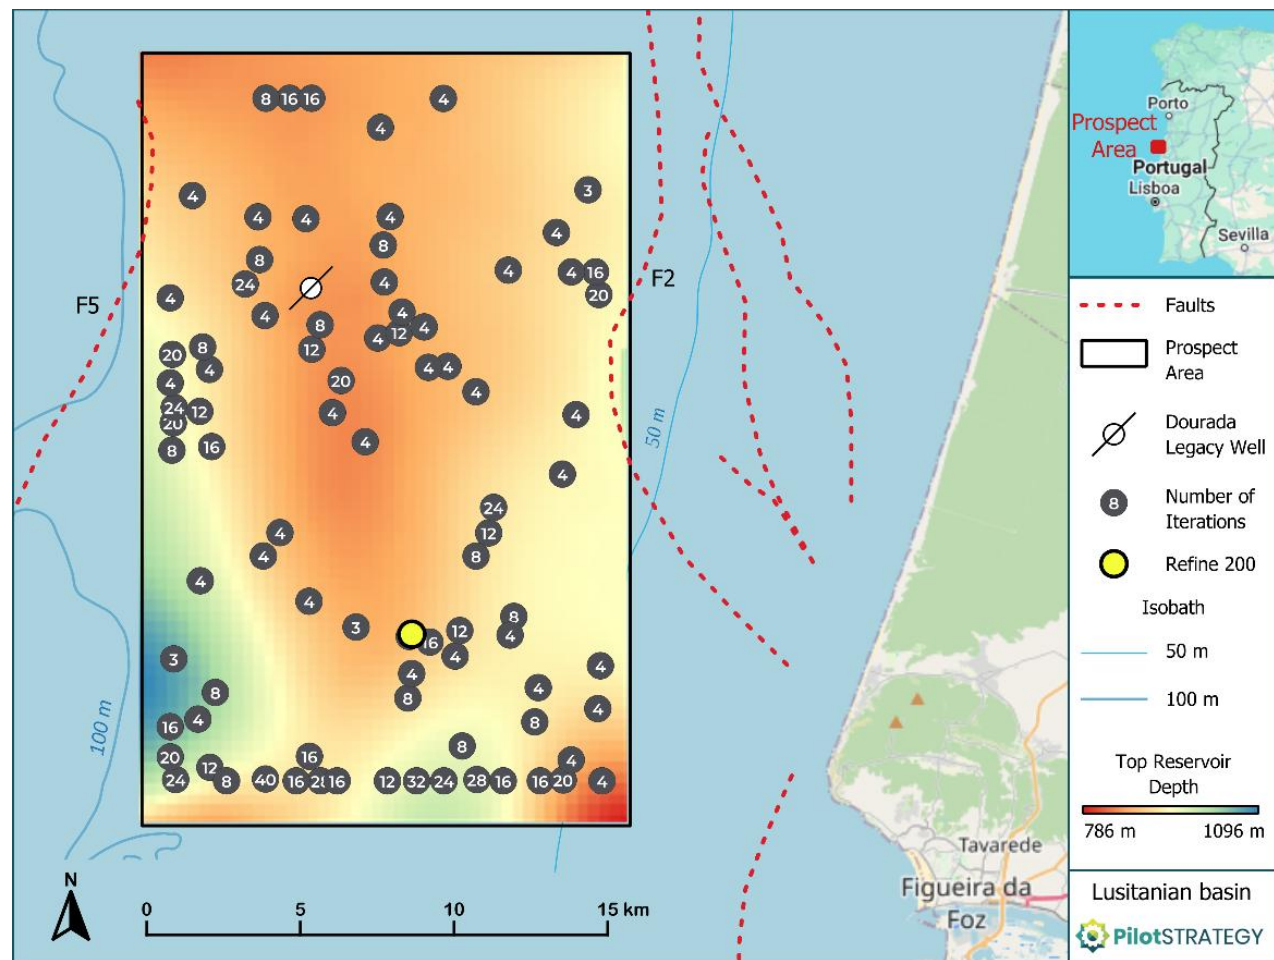 8 16 16 4
4
4 3
4 4 4
4
8 8
24 4 4 4 16
4 20
F5 F2
4 4
8 4 12 4
12
20 8 4 4 4
4 20 4
24 12 4 4
20
8 16 4
4
24
4 12
4 8
4
4 8
3 16 12 4
4
3 4 4
8 8 4 4
16 4 8
8
20 12 16 4
24 8 40 16 28 16 12 32 24 28 16 16 20 4
50 m
100 m
N
0 5 10 15 km
Tavarede
Figueira da
Foz
Porto
Prospect
Area
Portugal
Lisboa
Sevilla
Faults
Prospect
Area
Dourada
Legacy Well
8
Number of
Iterations
Refine 200
Isobath
50 m
100 m
Top Reservoir
Depth
786 m 1096 m
Lusitanian basin
PilotSTRATEGY